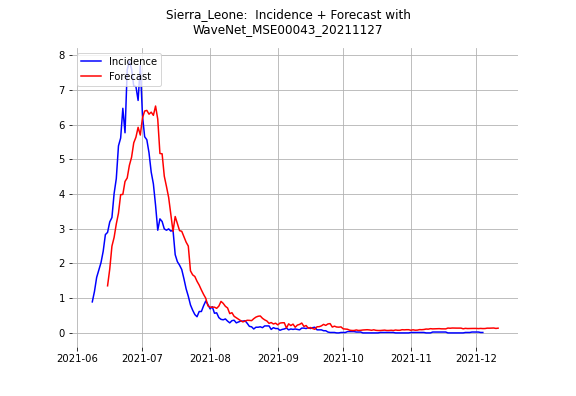 Sierra_Leone:  Incidence + Forecast with
WaveNet_MSE00043_20211127
Incidence
Forecast
8
7
6
5
4
3
2
1
0
2021-06 2021-07 2021-08 2021-09 2021-10 2021-11 2021-12